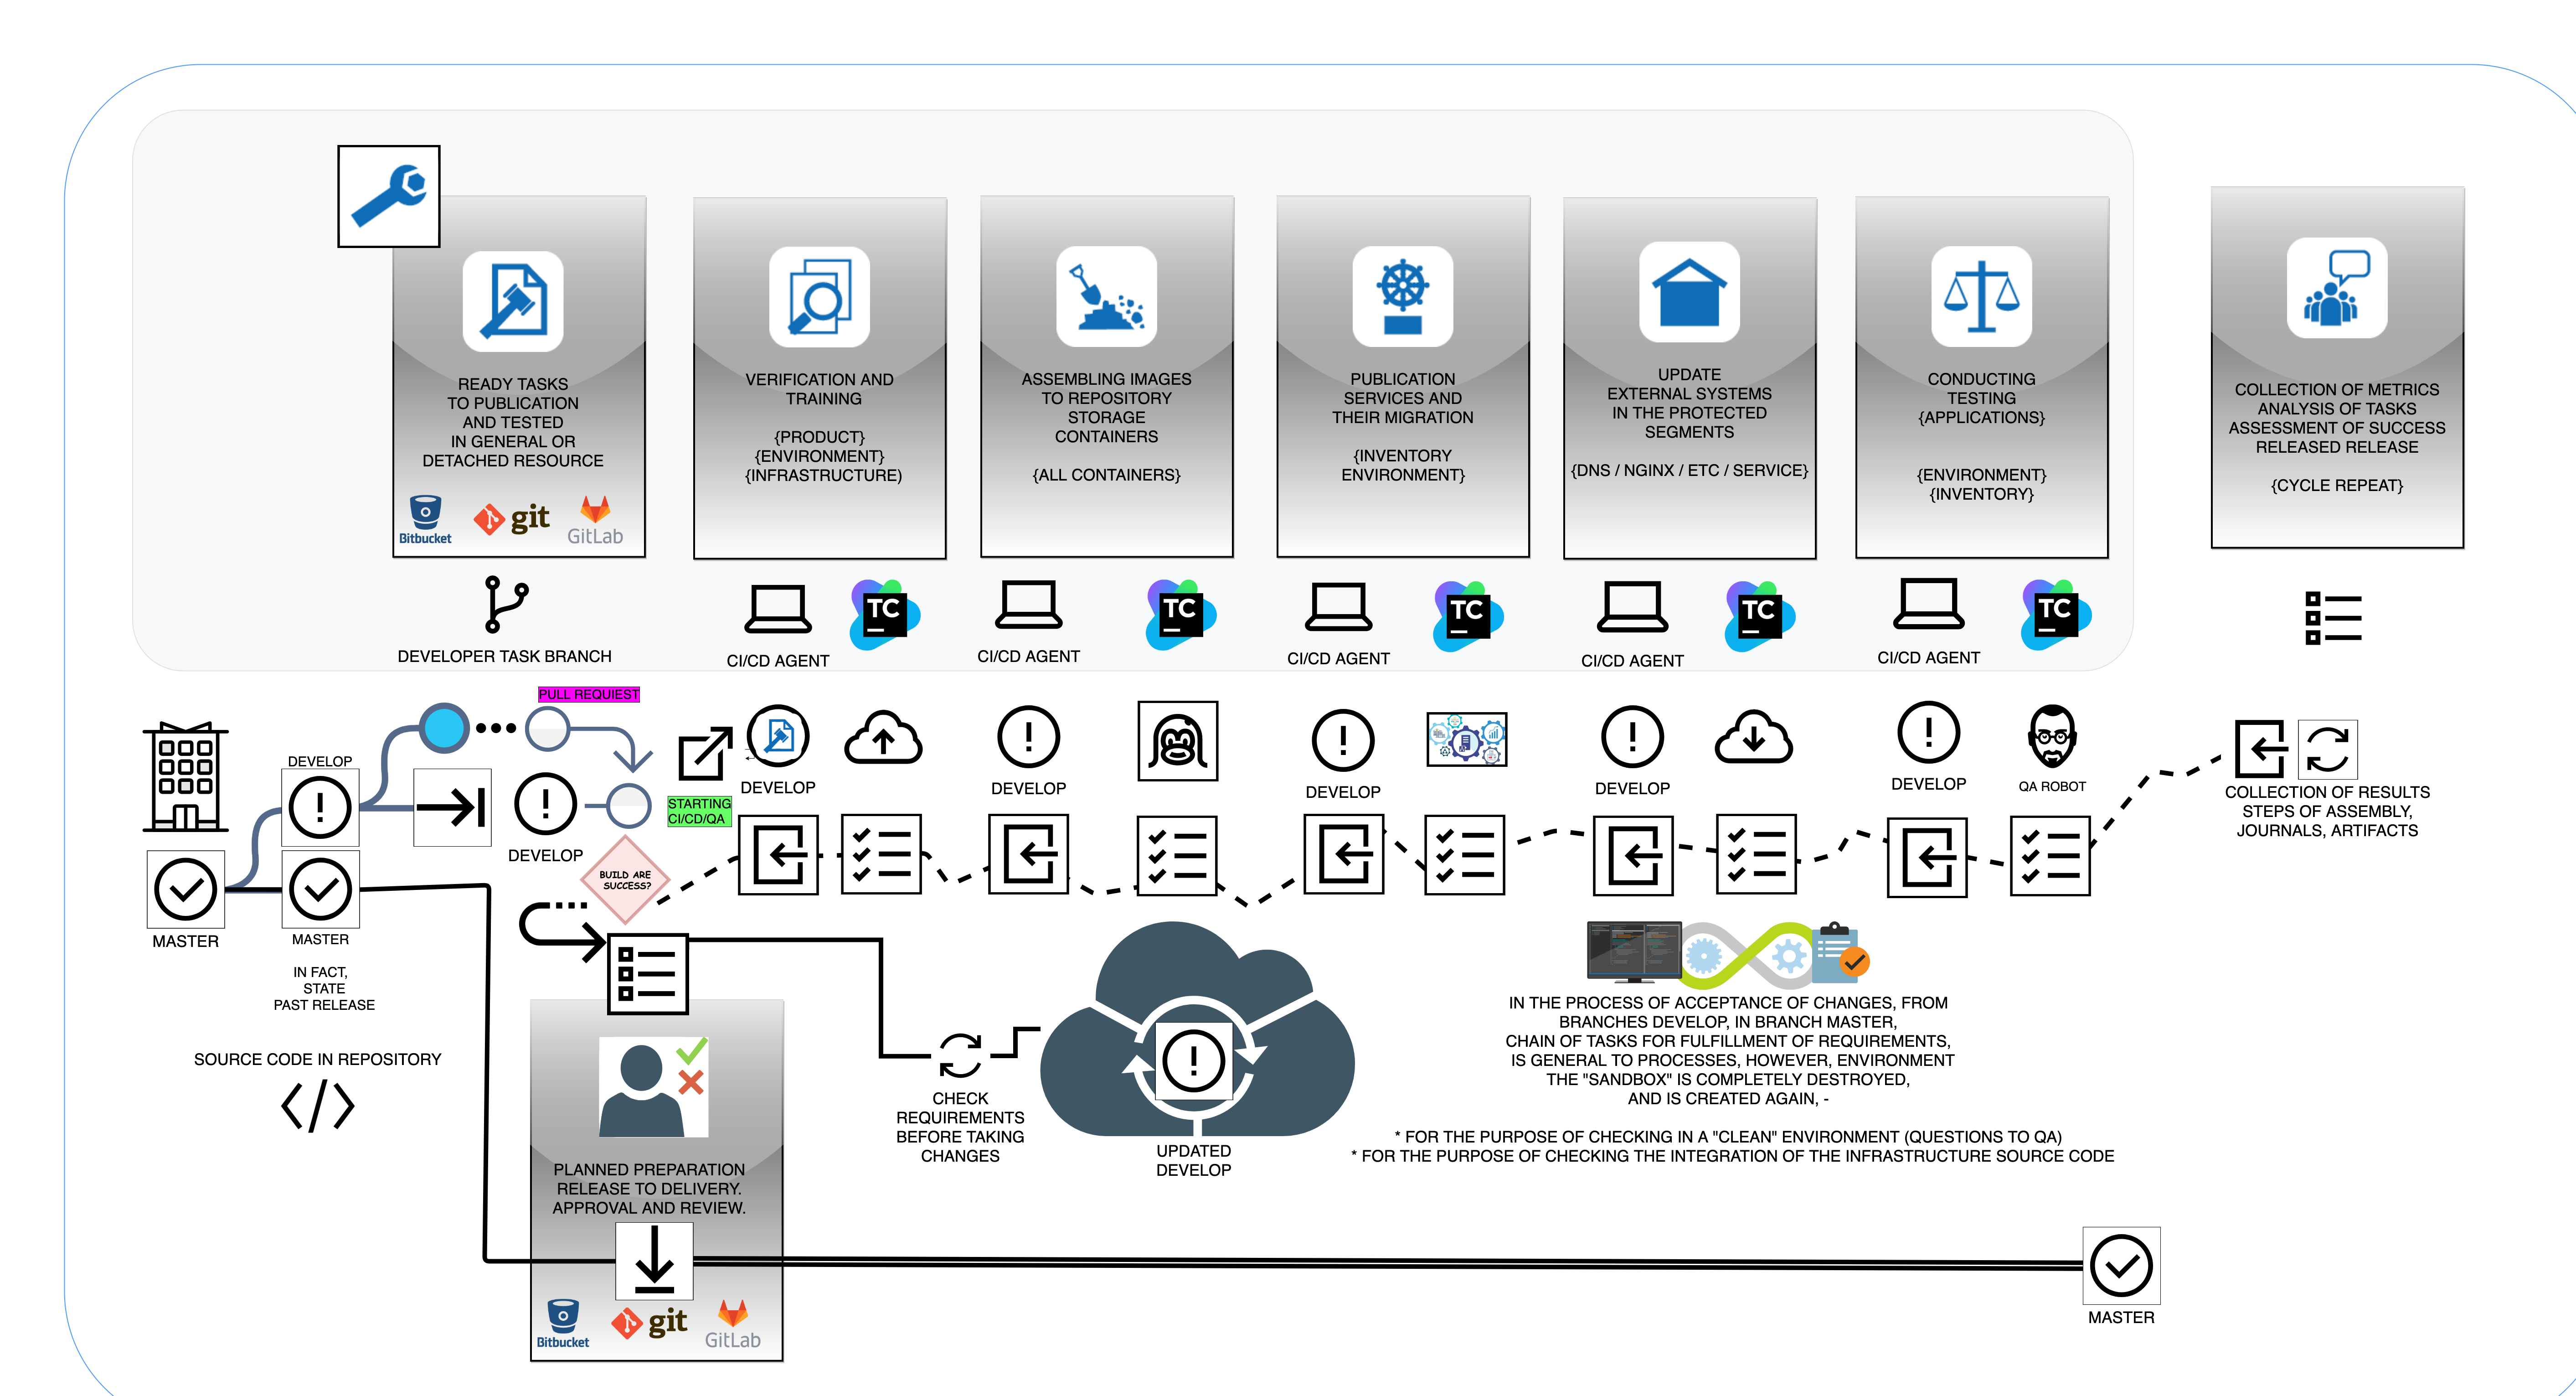 READY TASKS
TO PUBLICATION
AND TESTED
IN GENERAL OR
DETACHED RESOURCE
Bitbucket
git
GitLab
VERIFICATION AND
TRAINING
{PRODUCT}
{ENVIRONMENT}
{INFRASTRUCTURE)
ASSEMBLING IMAGES
TO REPOSITORY
STORAGE
CONTAINERS
{ALL CONTAINERS}
PUBLICATION
SERVICES AND
THEIR MIGRATION
{INVENTORY
ENVIRONMENT}
UPDATE
EXTERNAL SYSTEMS
IN THE PROTECTED
SEGMENTS
{DNS / NGINX / ETC / SERVICE}
CONDUCTING
TESTING
{APPLICATIONS}
{ENVIRONMENT}
{INVENTORY}
COLLECTION OF METRICS
ANALYSIS OF TASKS
ASSESSMENT OF SUCCESS
RELEASED RELEASE
{CYCLE REPEAT}
DEVELOPER TASK BRANCH
CI/CD AGENT
TC
CI/CD AGENT
TC
CI/CD AGENT
TC
CI/CD AGENT
TC
CI/CD AGENT
TC
PULL REQUIEST
DEVELOP
DEVELOP
STARTING
CI/CD/QA
DEVELOP
DEVELOP
DEVELOP
DEVELOP
DEVELOP
QA ROBOT
COLLECTION OF RESULTS
STEPS OF ASSEMBLY,
JOURNALS, ARTIFACTS
BUILD ARE
SUCCESS?
MASTER
MASTER
IN FACT,
STATE
PAST RELEASE
SOURCE CODE IN REPOSITORY
PLANNED PREPARATION
RELEASE TO DELIVERY.
APPROVAL AND REVIEW.
Bitbucket
git
GitLab
CHECK
REQUIREMENTS
BEFORE TAKING
CHANGES
UPDATED
DEVELOP
IN THE PROCESS OF ACCEPTANCE OF CHANGES, FROM
BRANCHES DEVELOP, IN BRANCH MASTER,
CHAIN OF TASKS FOR FULFILLMENT OF REQUIREMENTS,
IS GENERAL TO PROCESSES, HOWEVER, ENVIRONMENT
THE "SANDBOX" IS COMPLETELY DESTROYED,
AND IS CREATED AGAIN, -
* FOR THE PURPOSE OF CHECKING IN A "CLEAN" ENVIRONMENT (QUESTIONS TO QA)
* FOR THE PURPOSE OF CHECKING THE INTEGRATION OF THE INFRASTRUCTURE SOURCE CODE
MASTER